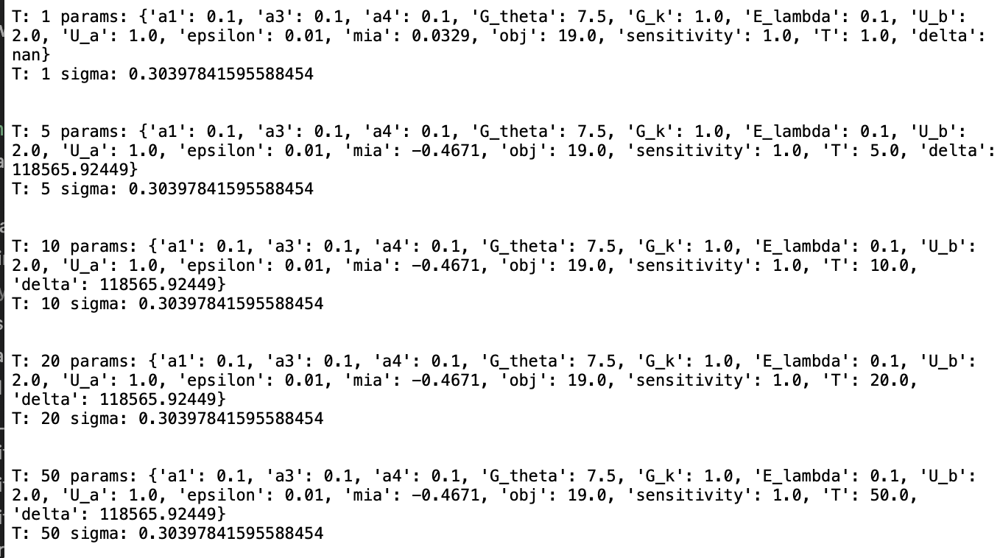 T: 1 params: {'a1': 0.1, 'a3': 0.1, 'a4': 0.1, 'G_theta': 7.5, 'G_k': 1.0, 'E_lambda': 0.1, 'U_b':
2.0, 'U_a': 1.0, 'epsilon': 0.01, 'mia': 0.0329, 'obj': 19.0, 'sensitivity': 1.0, 'T': 1.0, 'delta':
nan}
T: 1 sigma: 0.30397841595588454
T: 5 params: {'a1': 0.1, 'a3': 0.1, 'a4': 0.1, 'G_theta': 7.5, 'G_k': 1.0, 'E_lambda': 0.1, 'U_b':
2.0, 'U_a': 1.0, 'epsilon': 0.01, 'mia': -0.4671, 'obj': 19.0, 'sensitivity': 1.0, 'T': 5.0, 'delta':
118565.92449}
T: 5 sigma: 0.30397841595588454
T: 10 params: {'a1': 0.1, 'a3': 0.1, 'a4': 0.1, 'G_theta': 7.5, 'G_k': 1.0, 'E_lambda': 0.1, 'U_b':
2.0, 'U_a': 1.0, 'epsilon': 0.01, 'mia': -0.4671, 'obj': 19.0, 'sensitivity': 1.0, 'T': 10.0,
'delta': 118565.92449}
T: 10 sigma: 0.30397841595588454
T: 20 params: {'a1': 0.1, 'a3': 0.1, 'a4': 0.1, 'G_theta': 7.5, 'G_k': 1.0, 'E_lambda': 0.1, 'U_b':
2.0, 'U_a': 1.0, 'epsilon': 0.01, 'mia': -0.4671, 'obj': 19.0, 'sensitivity': 1.0, 'T': 20.0,
'delta': 118565.92449}
T: 20 sigma: 0.30397841595588454
T: 50 params: {'a1': 0.1, 'a3': 0.1, 'a4': 0.1, 'G_theta': 7.5, 'G_k': 1.0, 'E_lambda': 0.1, 'U_b':
2.0, 'U_a': 1.0, 'epsilon': 0.01, 'mia': -0.4671, 'obj': 19.0, 'sensitivity': 1.0, 'T': 50.0,
'delta': 118565.92449}
T: 50 sigma: 0.30397841595588454